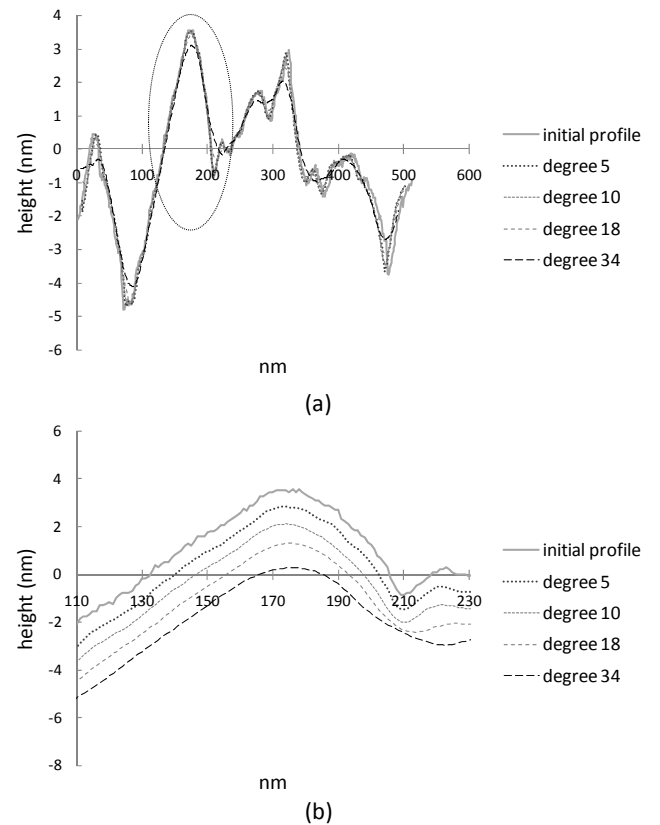 4
3
2
1
0
-1
-2
-3
-4
-5
-6
0 100 200 300 400 500 600
height (nm)
nm
initial profile
degree 5
degree 10
degree 18
degree 34
(a)
6
4
2
0
-2
-4
-6
-8
110 130 150 170 190 210 230
height (nm)
nm
initial profile
degree 5
degree 10
degree 18
degree 34
(b)